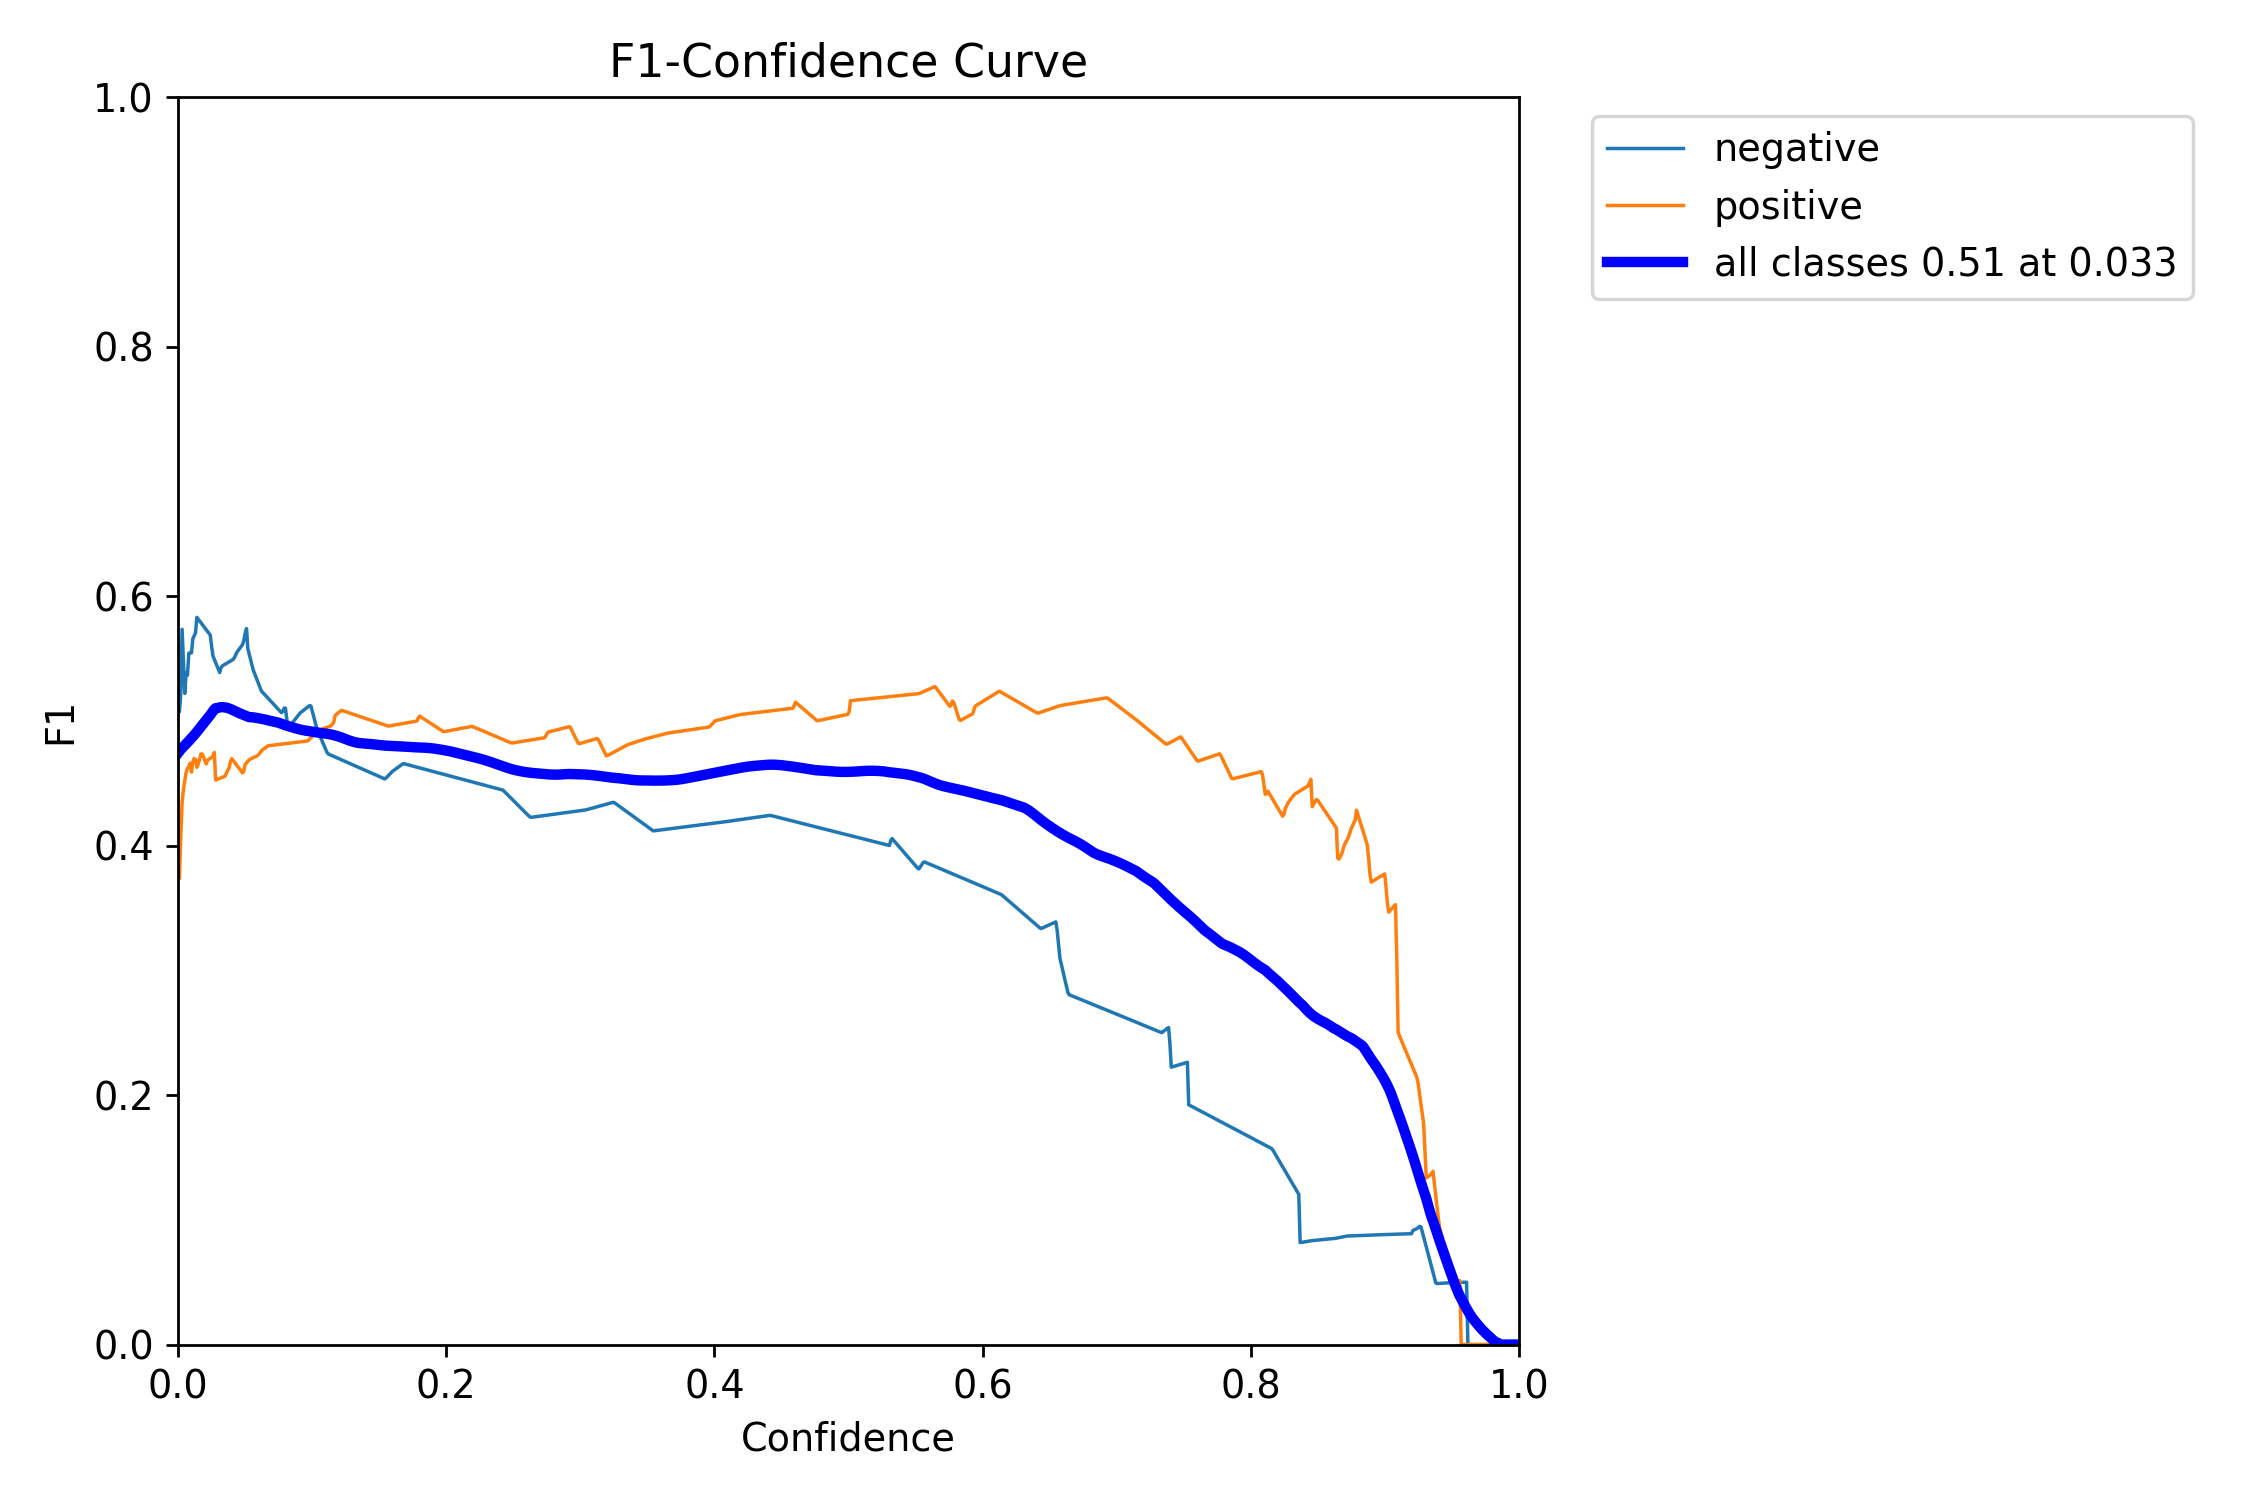 F1-Confidence Curve
1.0
0.8
0.6
0.4
0.2
0.0
F1
0.0 0.2 0.4 0.6 0.8 1.0
Confidence
negative
positive
all classes 0.51 at 0.033